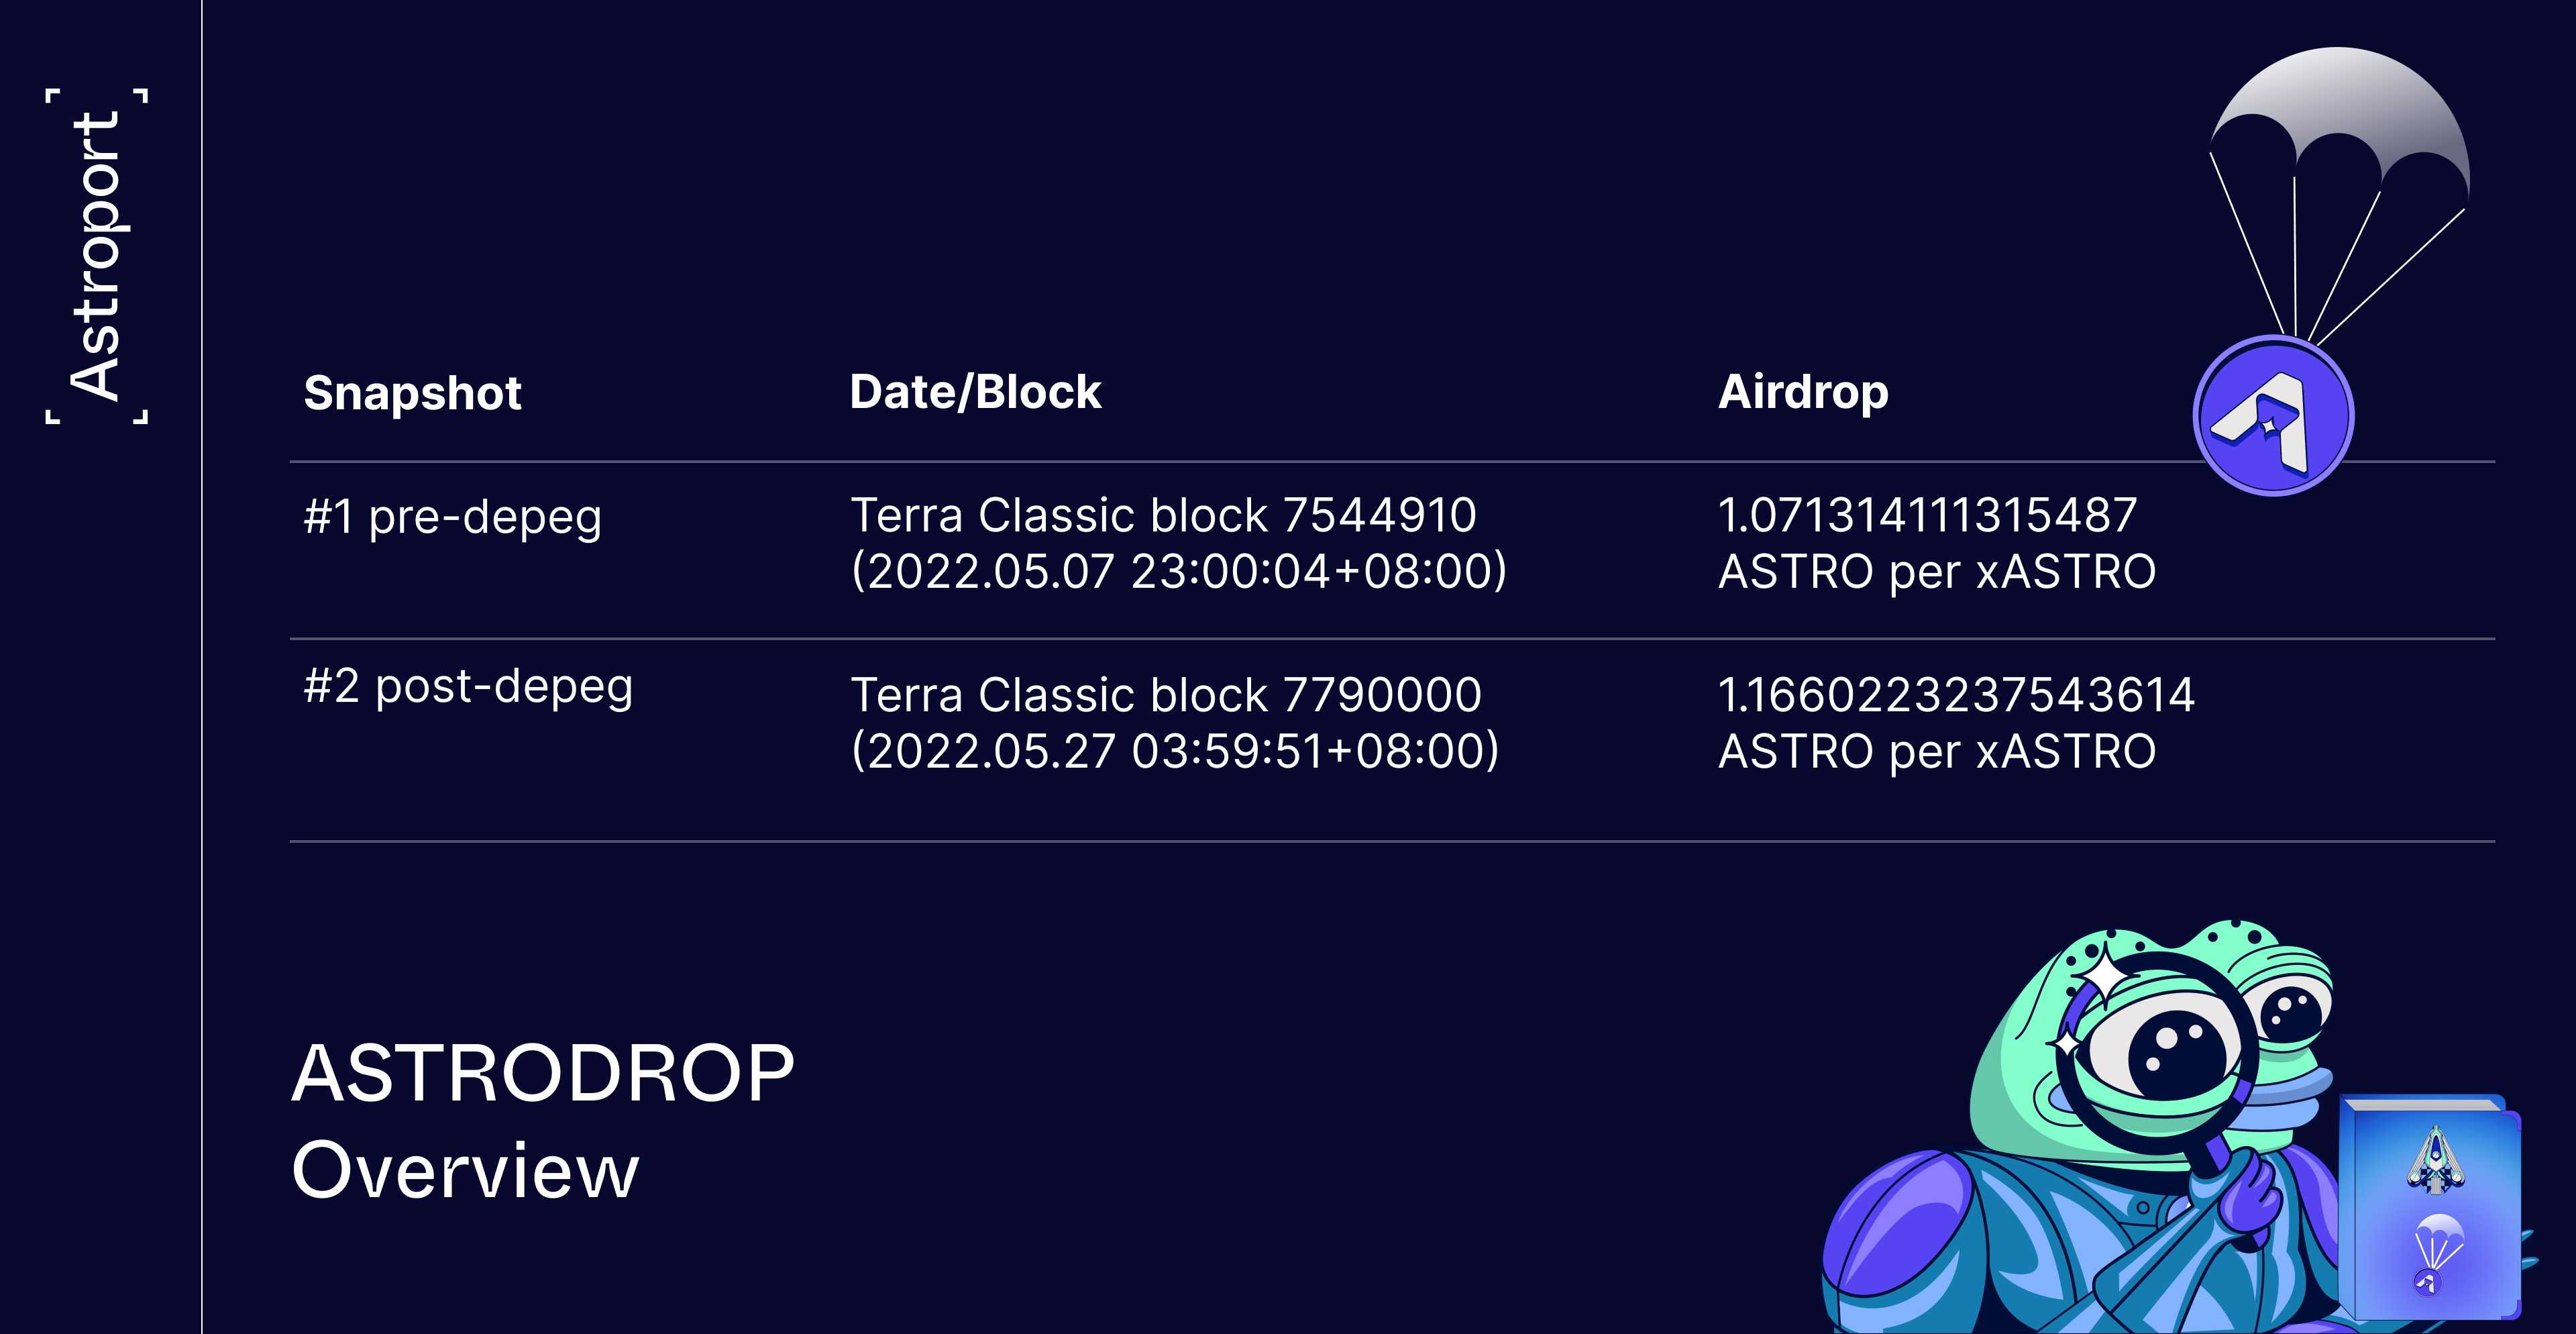 Astroport
Snapshot
Date/Block
Airdrop
#1 pre-depeg
Terra Classic block 7544910
(2022.05.07 23:00:04+08:00)
1.071314111315487
ASTRO per xASTRO
#2 post-depeg
Terra Classic block 7790000
(2022.05.27 03:59:51+08:00)
1.1660223237543614
ASTRO per xASTRO
ASTRODROP
Overview